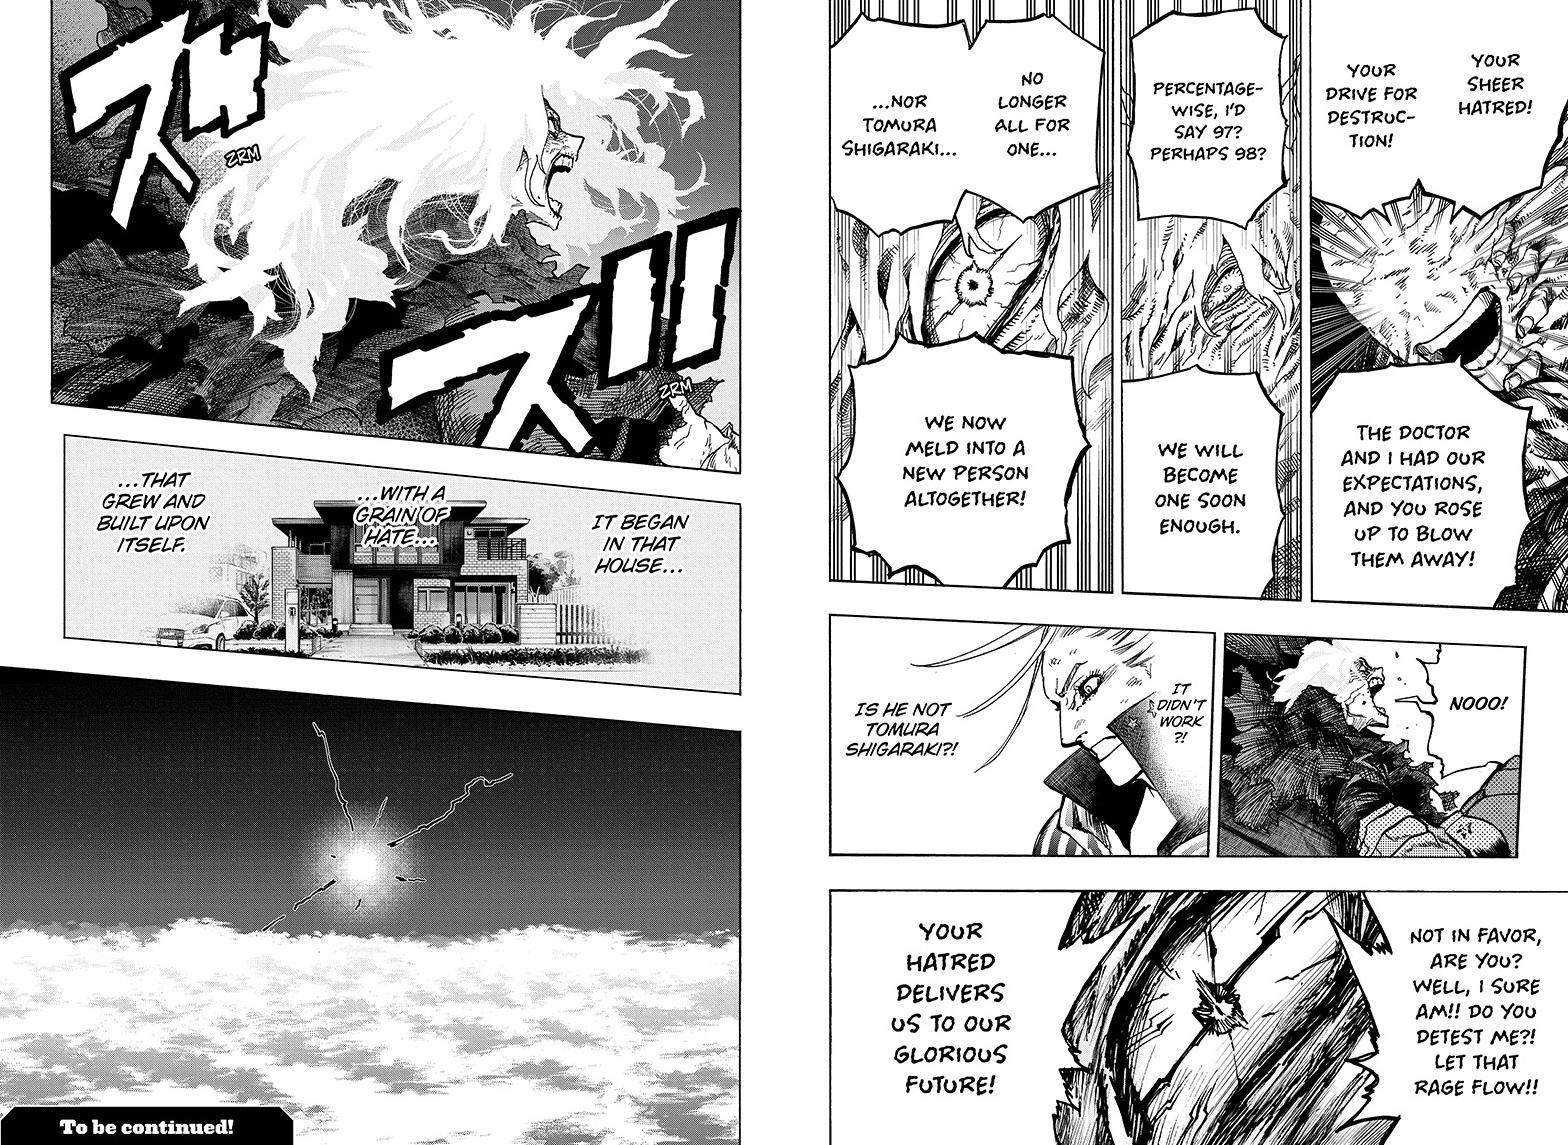 YOUR
SHEER
HATRED!
YOUR
DRIVE FOR
DESTRUC-
TION!
THE DOCTOR
AND I HAD OUR
EXPECTATIONS,
AND YOU ROSE
UP TO BLOW
THEM AWAY!
PERCENTAGE-
WISE, I'D
SAY 97?
PERHAPS 98?
WE WILL
BECOME
ONE SOON
ENOUGH.
NO
LONGER
ALL FOR
ONE...
...NOR
TOMURA
SHIGARAKI...
WE NOW
MELD INTO A
NEW PERSON
ALTOGETHER!
NOOO!
IT
DIDN'T
WORK
?!
IS HE NOT
TOMURA
SHIGARAKI?!
NOT IN FAVOR,
ARE YOU?
WELL, I SURE
AM!! DO YOU
DETEST ME?!
LET THAT
RAGE FLOW!!
YOUR
HATRED
DELIVERS
US TO OUR
GLORIOUS
FUTURE!
ズズ
ZRM
ズズ
ZRM
IT BEGAN
IN THAT
HOUSE...
...WITH A
GRAIN OF
HATE...
...THAT
GREW AND
BUILT UPON
ITSELF.
To be continued!